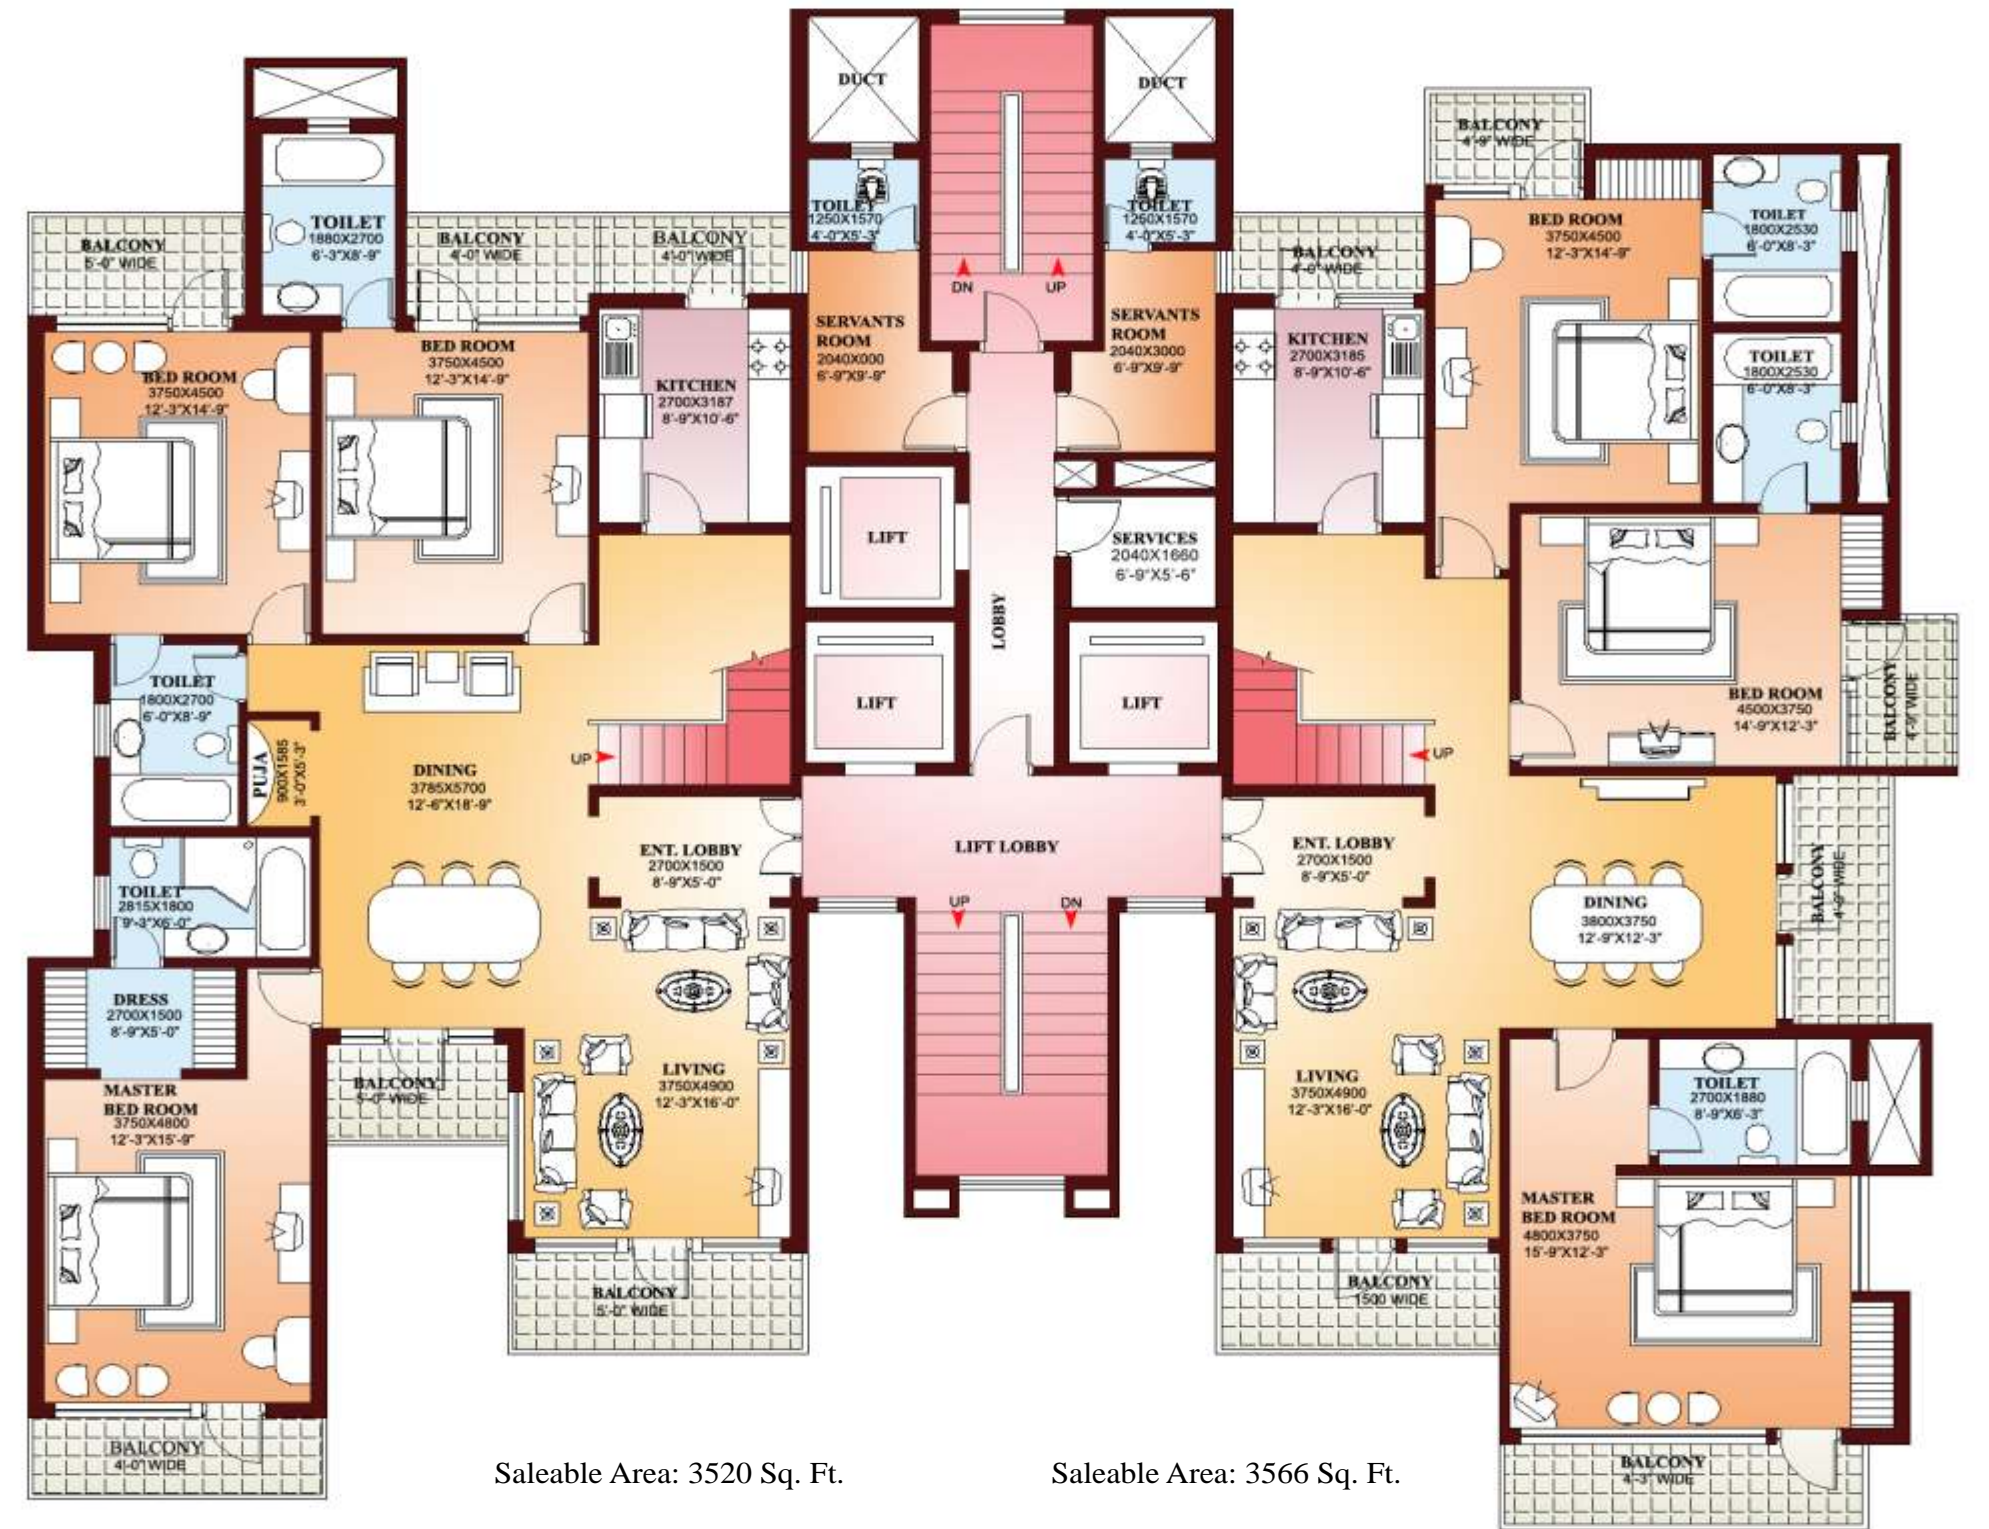 DUCT
DUCT
BALCONY
4'-9" WIDE
TOILET
1250X1570
4'-0"X5'-3"
TOILET
1250X1570
4'-0"X5'-3"
TOILET
1880X2700
6'-3"X8'-9"
BALCONY
5'-0" WIDE
BALCONY
4'-0" WIDE
BALCONY
4'-0" WIDE
BALCONY
4'-0" WIDE
BED ROOM
3750X4500
12'-3"X14'-9"
TOILET
1800X2530
6'-0"X8'-3"
DN
UP
SERVANTS
ROOM
2040X000
6'-9"X9'-9"
SERVANTS
ROOM
2040X3000
6'-9"X9'-9"
BED ROOM
3750X4500
12'-3"X14'-9"
BED ROOM
3750X4500
12'-3"X14'-9"
KITCHEN
2700X3187
8'-9"X10'-6"
KITCHEN
2700X3185
8'-9"X10'-6"
TOILET
1800X2530
6'-0"X8'-3"
LIFT
SERVICES
2040X1660
6'-9"X5'-6"
LOBBY
LIFT
LIFT
TOILET
1800X2700
6'-0"X8'-9"
BED ROOM
4500X3750
14'-9"X12'-3"
BALCONY
4'-9" WIDE
PUJA
900X1585
3'-0"X5'-3"
DINING
3785X5700
12'-6"X18'-9"
UP
UP
ENT. LOBBY
2700X1500
8'-9"X5'-0"
LIFT LOBBY
ENT. LOBBY
2700X1500
8'-9"X5'-0"
BALCONY
4'-9" WIDE
TOILET
2815X1800
9'-3"X6'-0"
UP
DN
DINING
3800X3750
12'-9"X12'-3"
DRESS
2700X1500
8'-9"X5'-0"
MASTER
BED ROOM
3750X4800
12'-3"X15'-9"
BALCONY
5'-0" WIDE
LIVING
3750X4900
12'-3"X16'-0"
LIVING
3750X4900
12'-3"X16'-0"
TOILET
2700X1880
8'-9"X6'-3"
MASTER
BED ROOM
4800X3750
15'-9"X12'-3"
BALCONY
5'-0" WIDE
BALCONY
1500 WIDE
BALCONY
4'-0" WIDE
BALCONY
4'-3" WIDE
Saleable Area: 3520 Sq. Ft.
Saleable Area: 3566 Sq. Ft.